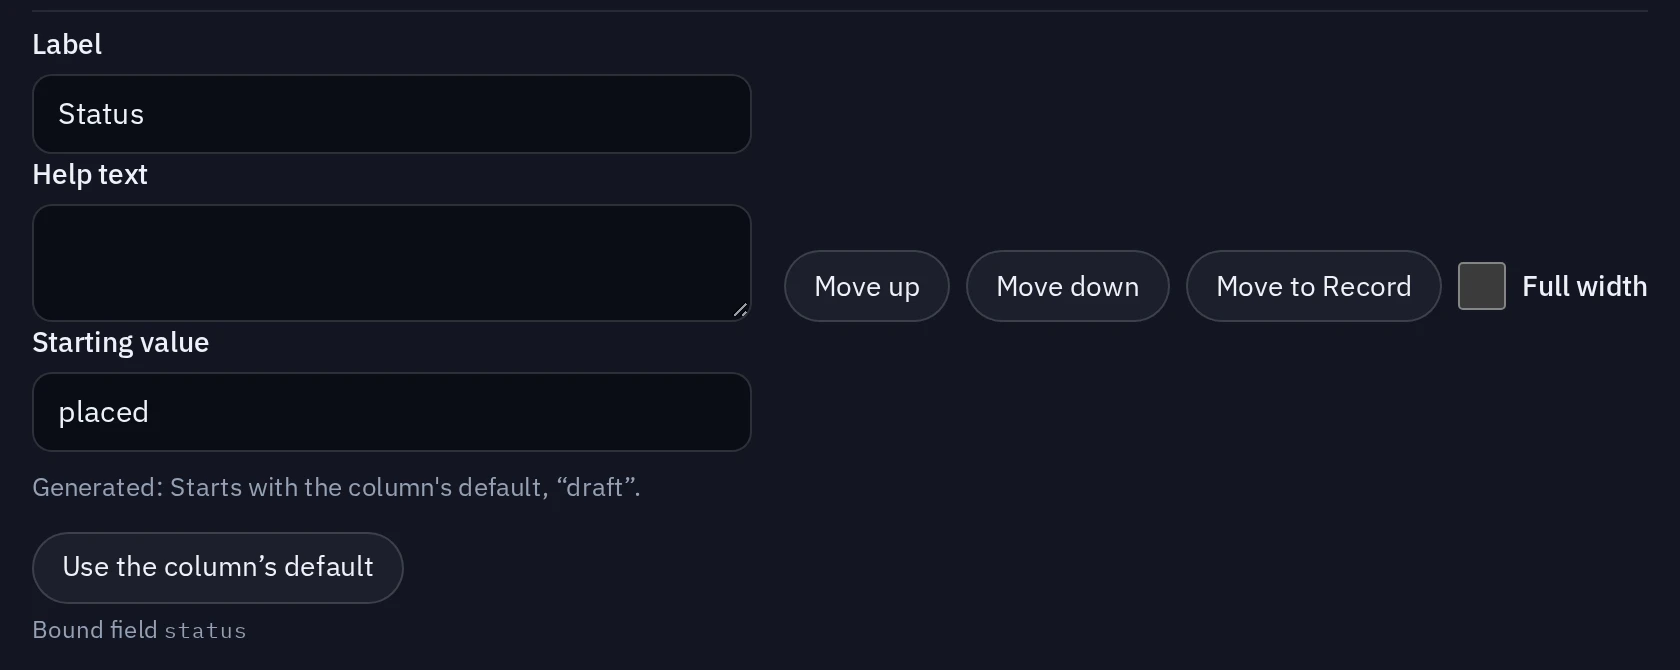 Label
Status
Help text
Move up
Move down
Move to Record
Full width
Starting value
placed
Generated: Starts with the column's default, “draft”.
Use the column’s default
Bound field status